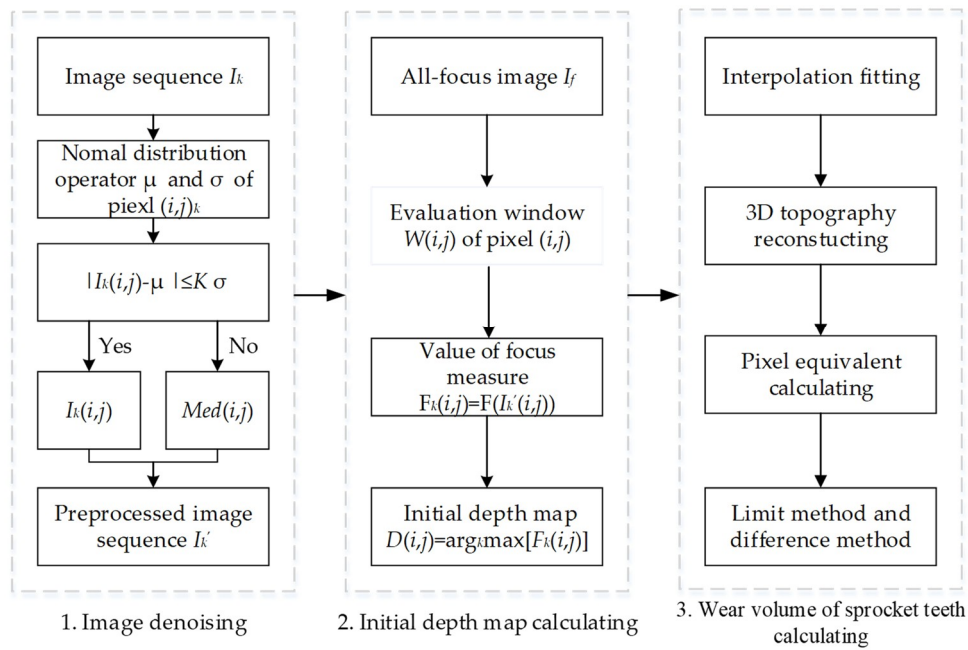 Image sequence Ik
Nomal distribution
operator μ and σ of
piexl (i,j)k
|Ik(i,j)-μ |≤K σ
Yes
No
Ik(i,j)
Med(i,j)
Preprocessed image
sequence Ik′
1. Image denoising
All-focus image If
Evaluation window
W(i,j) of pixel (i,j)
Value of focus
measure
Fk(i,j)=F(Ik′(i,j))
Initial depth map
D(i,j)=argkmax[Fk(i,j)]
2. Initial depth map calculating
Interpolation fitting
3D topography
reconstucting
Pixel equivalent
calculating
Limit method and
difference method
3. Wear volume of sprocket teeth
calculating